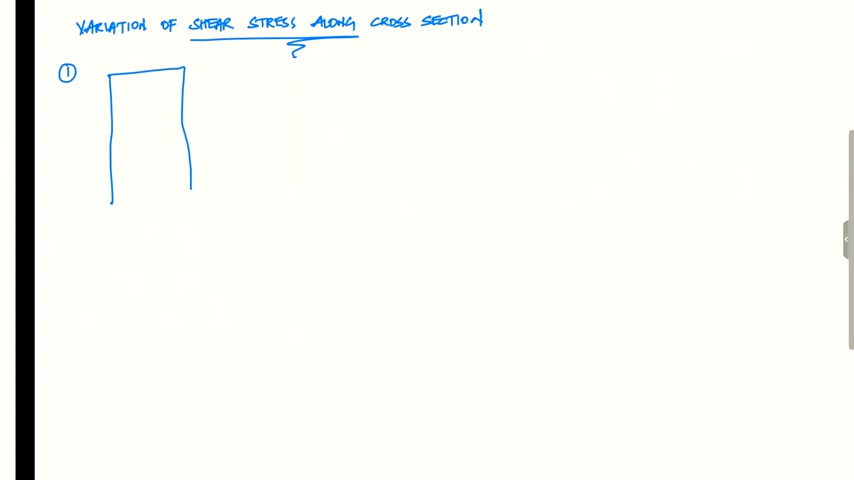 VARIATION OF SHEAR STRESS ALONG CROSS SECTION
①